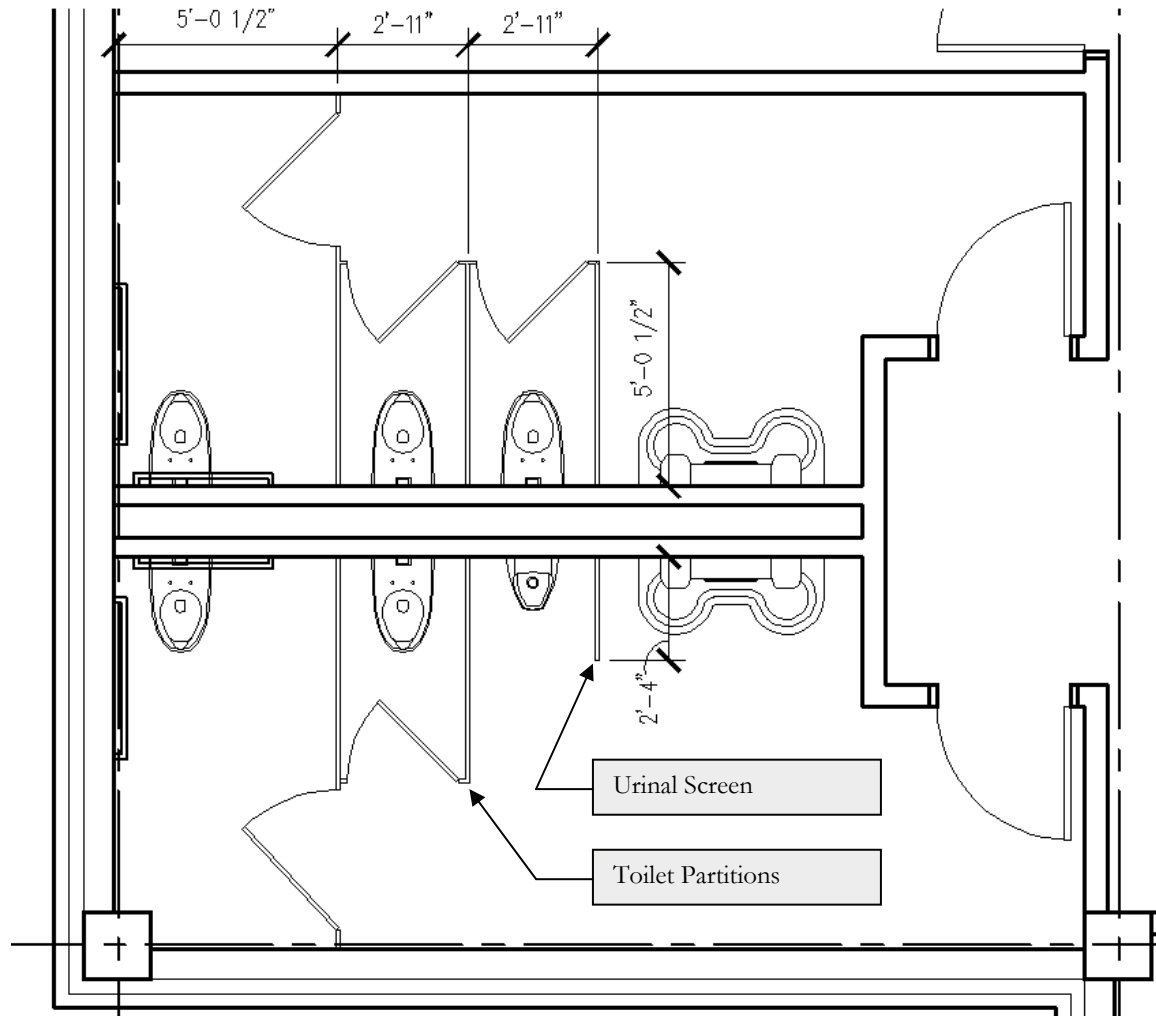 5'-0 1/2"
2'-11"
2'-11"
5'-0 1/2"
2'-4"
Urinal Screen
Toilet Partitions